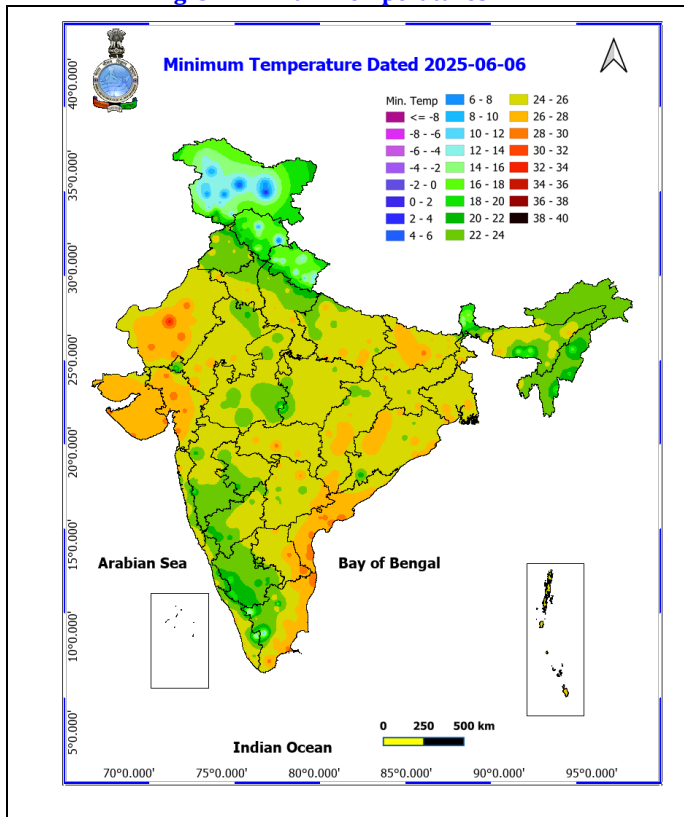 Minimum Temperature Dated 2025-06-06
Min. Temp
<= -8
-8 - -6
-6 - -4
-4 - -2
-2 - 0
0 - 2
2 - 4
4 - 6
6 - 8
8 - 10
10 - 12
12 - 14
14 - 16
16 - 18
18 - 20
20 - 22
22 - 24
24 - 26
26 - 28
28 - 30
30 - 32
32 - 34
34 - 36
36 - 38
38 - 40
40°0.000'
35°0.000'
30°0.000'
25°0.000'
20°0.000'
15°0.000'
10°0.000'
5°0.000'
Arabian Sea
Bay of Bengal
0 250 500 km
Indian Ocean
70°0.000' 75°0.000' 80°0.000' 85°0.000' 90°0.000' 95°0.000'